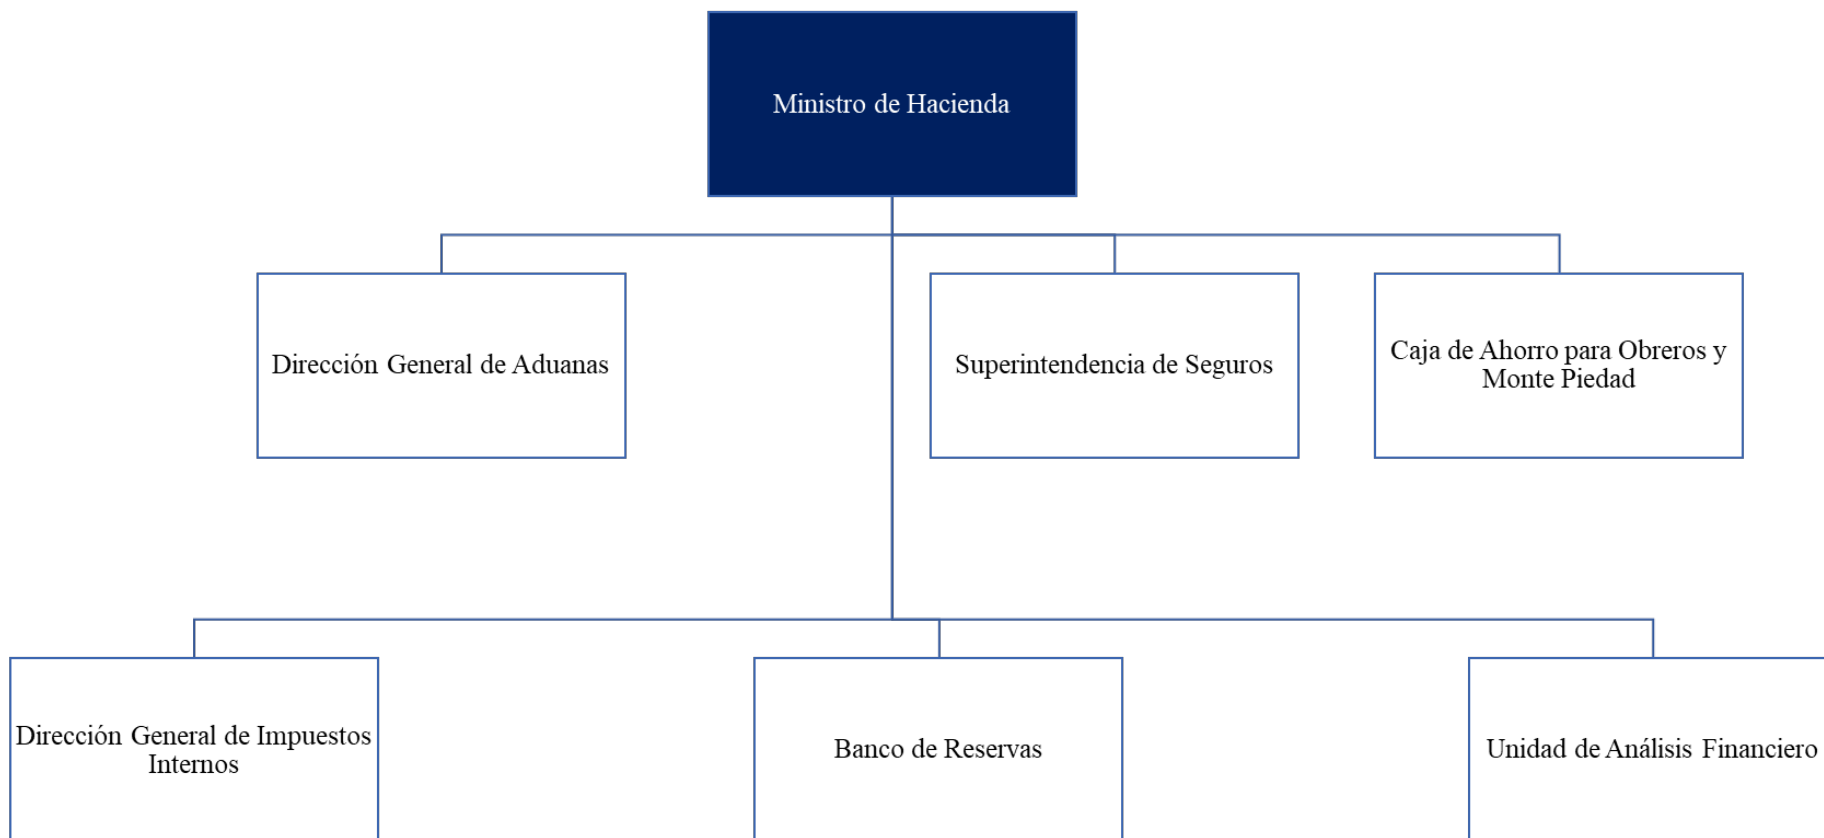 Ministro de Hacienda
Dirección General de Aduanas
Superintendencia de Seguros
Caja de Ahorro para Obreros y
Monte Piedad
Dirección General de Impuestos
Internos
Banco de Reservas
Unidad de Análisis Financiero